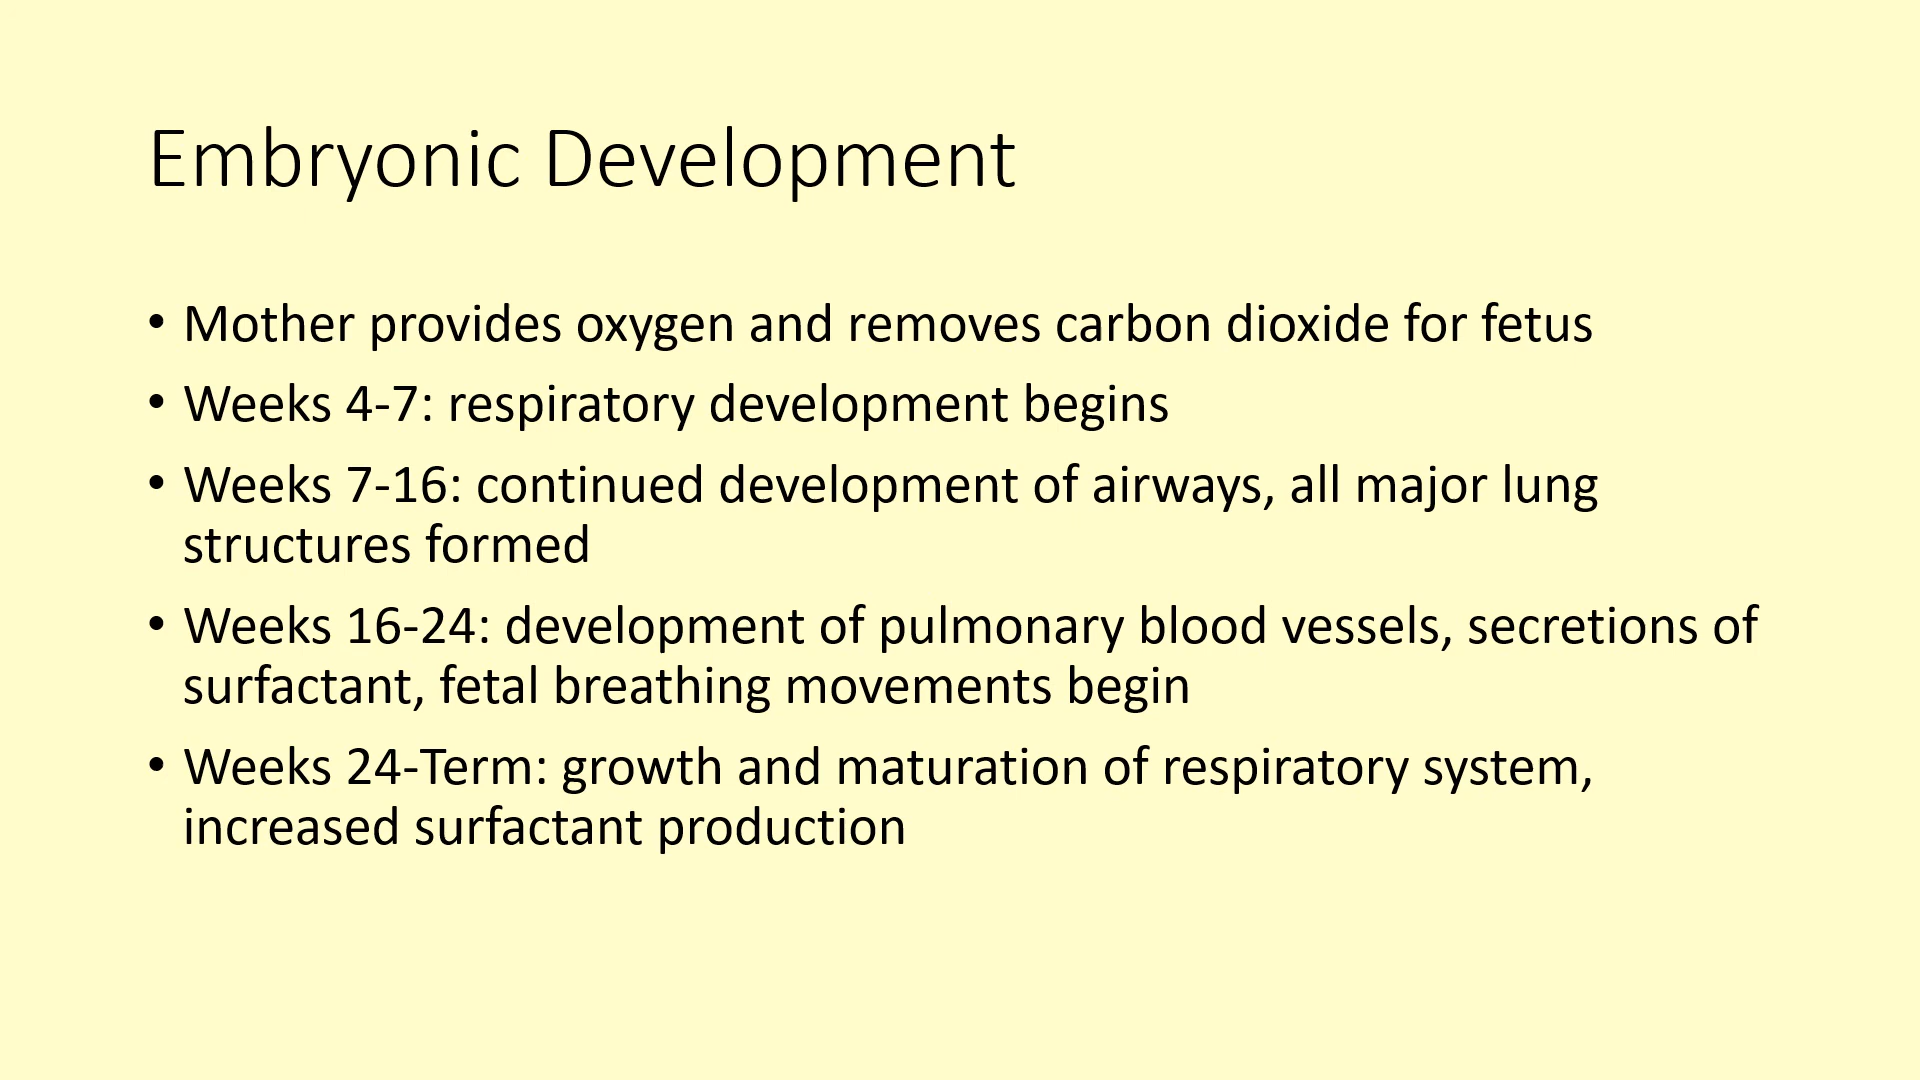 Embryonic Development
• Mother provides oxygen and removes carbon dioxide for fetus
• Weeks 4-7: respiratory development begins
• Weeks 7-16: continued development of airways, all major lung
structures formed
• Weeks 16-24: development of pulmonary blood vessels, secretions of
surfactant, fetal breathing movements begin
• Weeks 24-Term: growth and maturation of respiratory system,
increased surfactant production